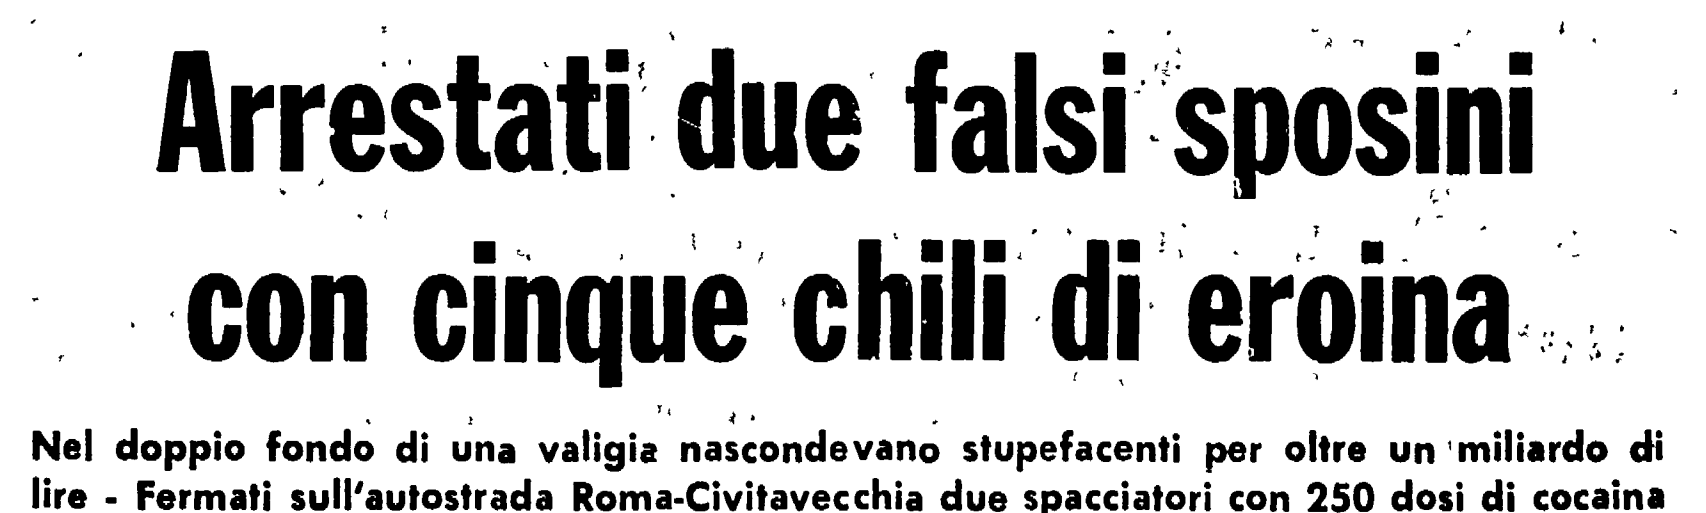 Arrestati due falsi sposini
con cinque chili di eroina
Nel doppio fondo di una valigia nascondevano stupefacenti per oltre un miliardo di
lire - Fermati sull'autostrada Roma-Civitavecchia due spacciatori con 250 dosi di cocaina